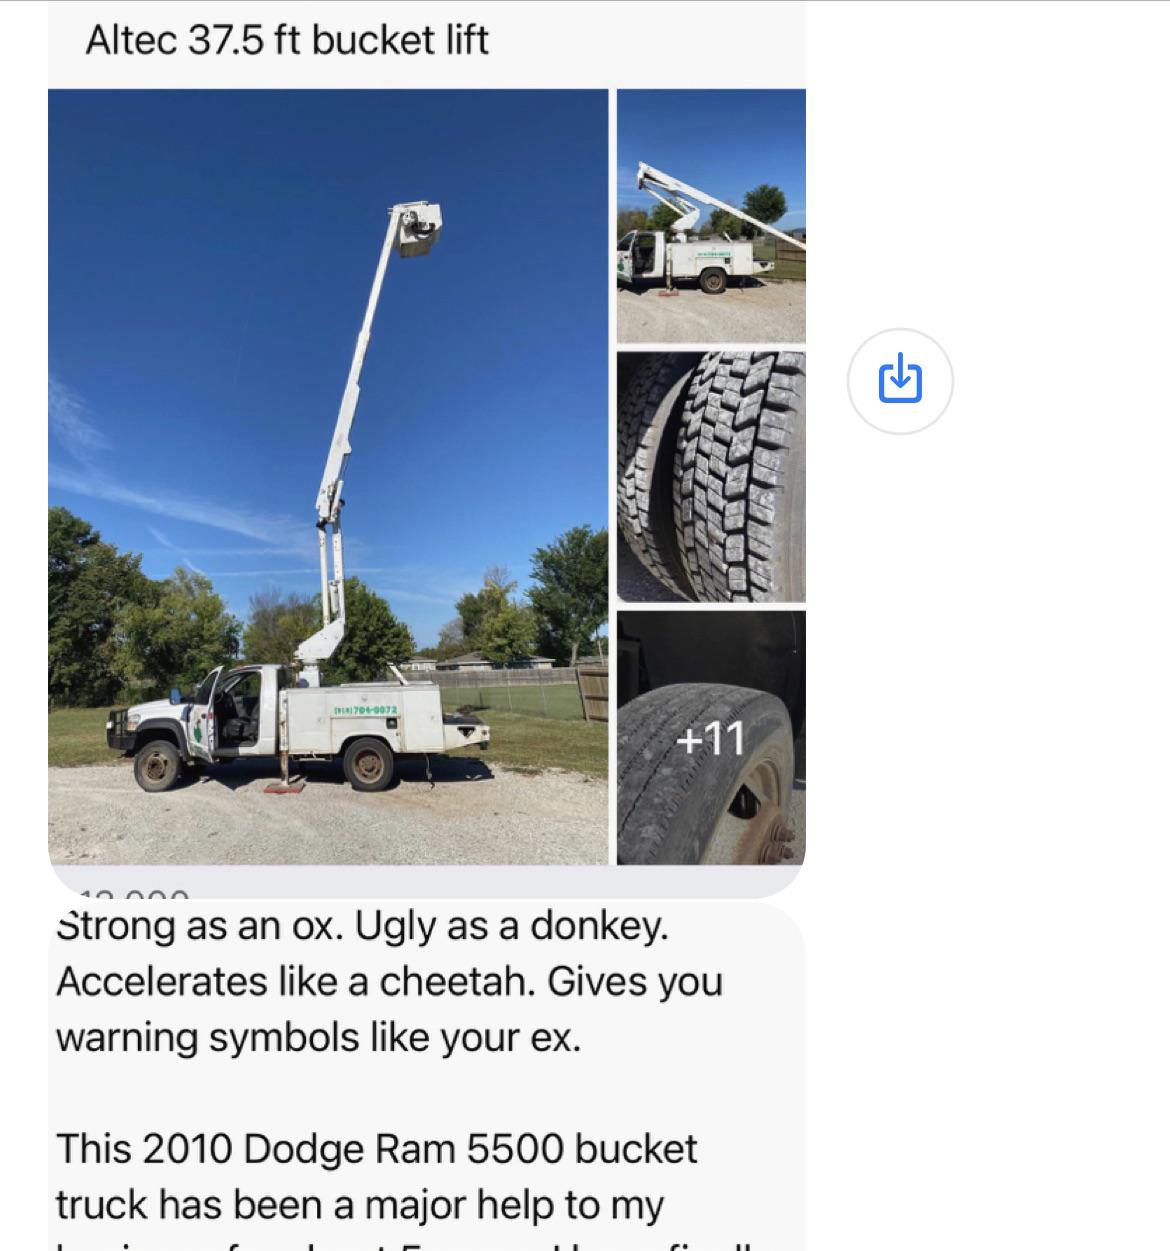 Altec 37.5 ft bucket lift
(918) 704-0072
+11
Strong as an ox. Ugly as a donkey.
Accelerates like a cheetah. Gives you
warning symbols like your ex.
This 2010 Dodge Ram 5500 bucket
truck has been a major help to my